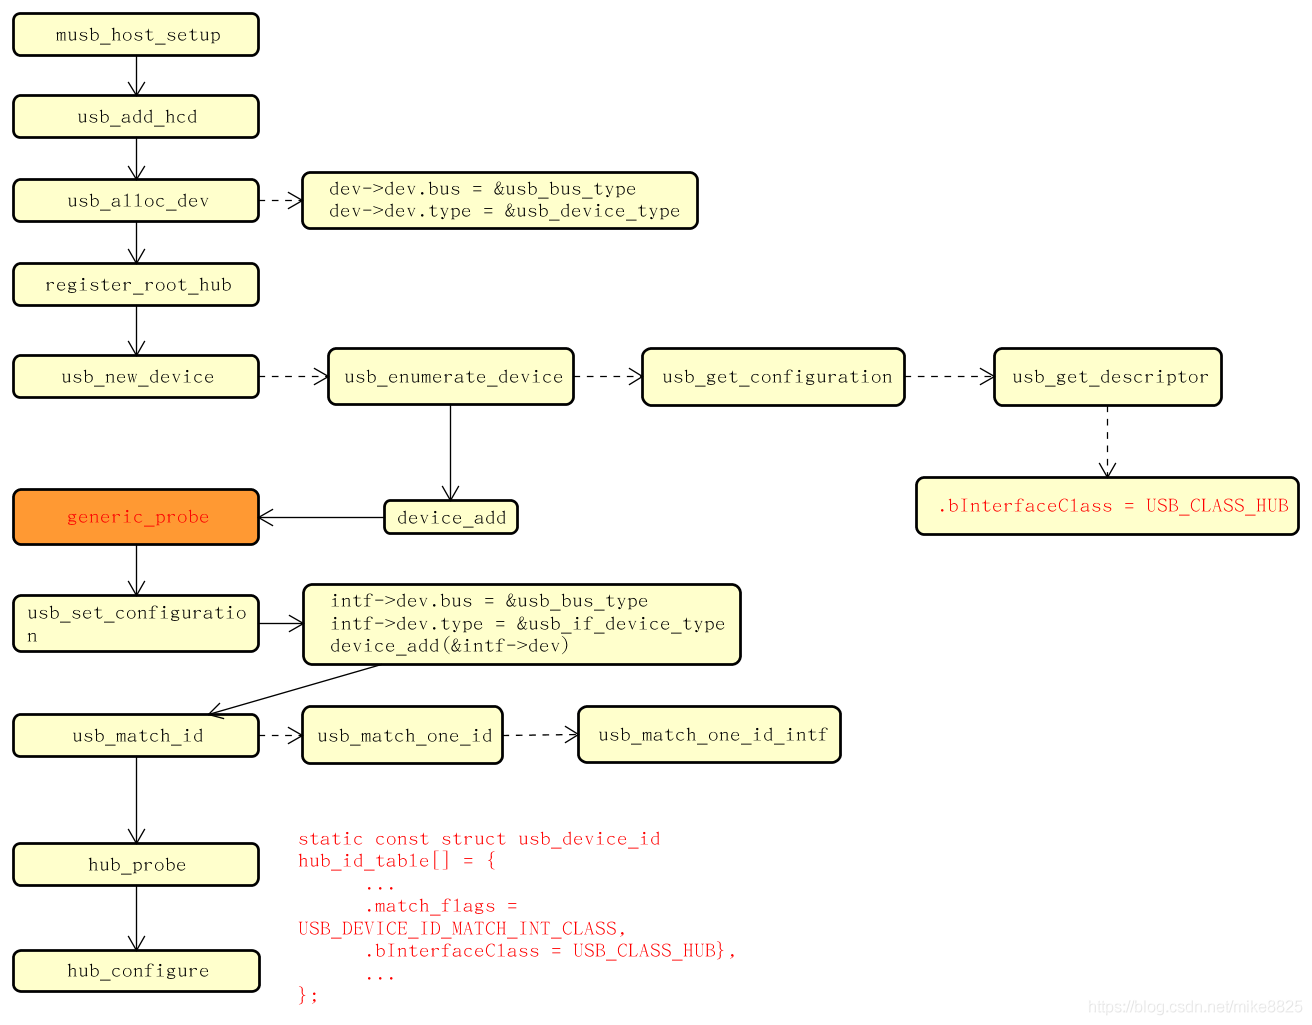 musb_host_setup
usb_add_hcd
usb_alloc_dev
dev->dev.bus = &usb_bus_type
dev->dev.type = &usb_device_type
register_root_hub
usb_new_device
usb_enumerate_device
usb_get_configuration
usb_get_descriptor
.bInterfaceClass = USB_CLASS_HUB
device_add
generic_probe
usb_set_configuratio
n
intf->dev.bus = &usb_bus_type
intf->dev.type = &usb_if_device_type
device_add(&intf->dev)
usb_match_id
usb_match_one_id
usb_match_one_id_intf
hub_probe
hub_configure
static const struct usb_device_id
hub_id_table[] = {
...
.match_flags =
USB_DEVICE_ID_MATCH_INT_CLASS,
.bInterfaceClass = USB_CLASS_HUB},
...
};
https://blog.csdn.net/mike8825